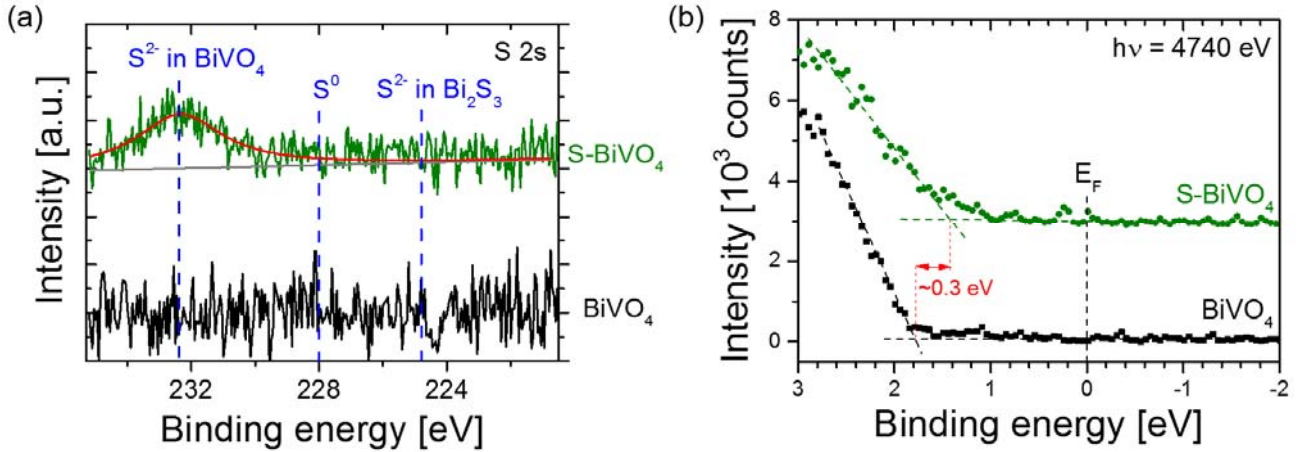 (a)
S 2s
S²⁻ in BiVO₄
S⁰
S²⁻ in Bi₂S₃
S-BiVO₄
BiVO₄
Intensity [a.u.]
232
228
224
Binding energy [eV]
(b)
hν = 4740 eV
E_F
S-BiVO₄
~0.3 eV
BiVO₄
Intensity [10³ counts]
8
6
4
2
0
3
2
1
0
-1
-2
Binding energy [eV]